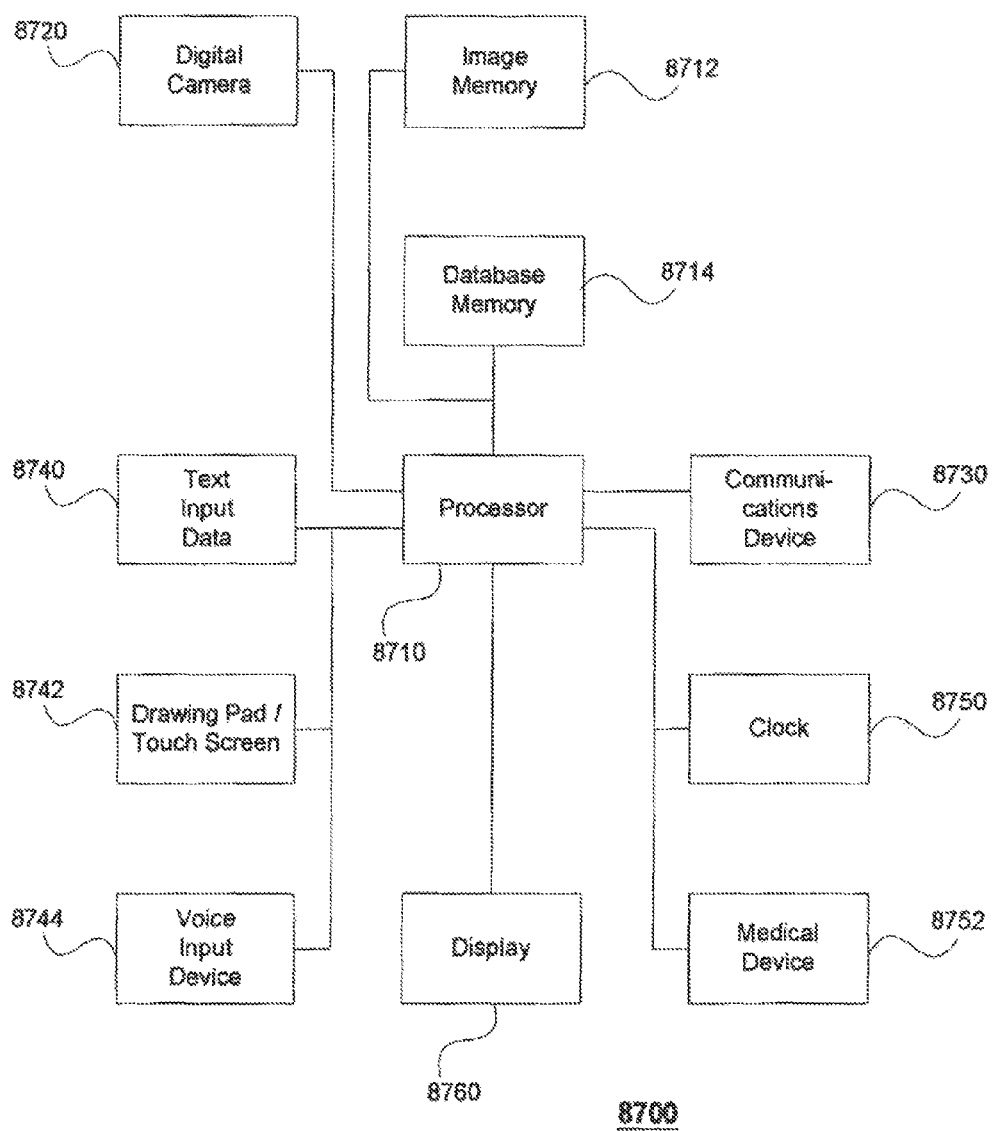 8720
Digital
Camera
Image
Memory
8712
Database
Memory
8714
8740
Text
Input
Data
Processor
8710
Communi-
cations
Device
8730
8742
Drawing Pad /
Touch Screen
Clock
8750
8744
Voice
Input
Device
Display
8760
Medical
Device
8752
8700